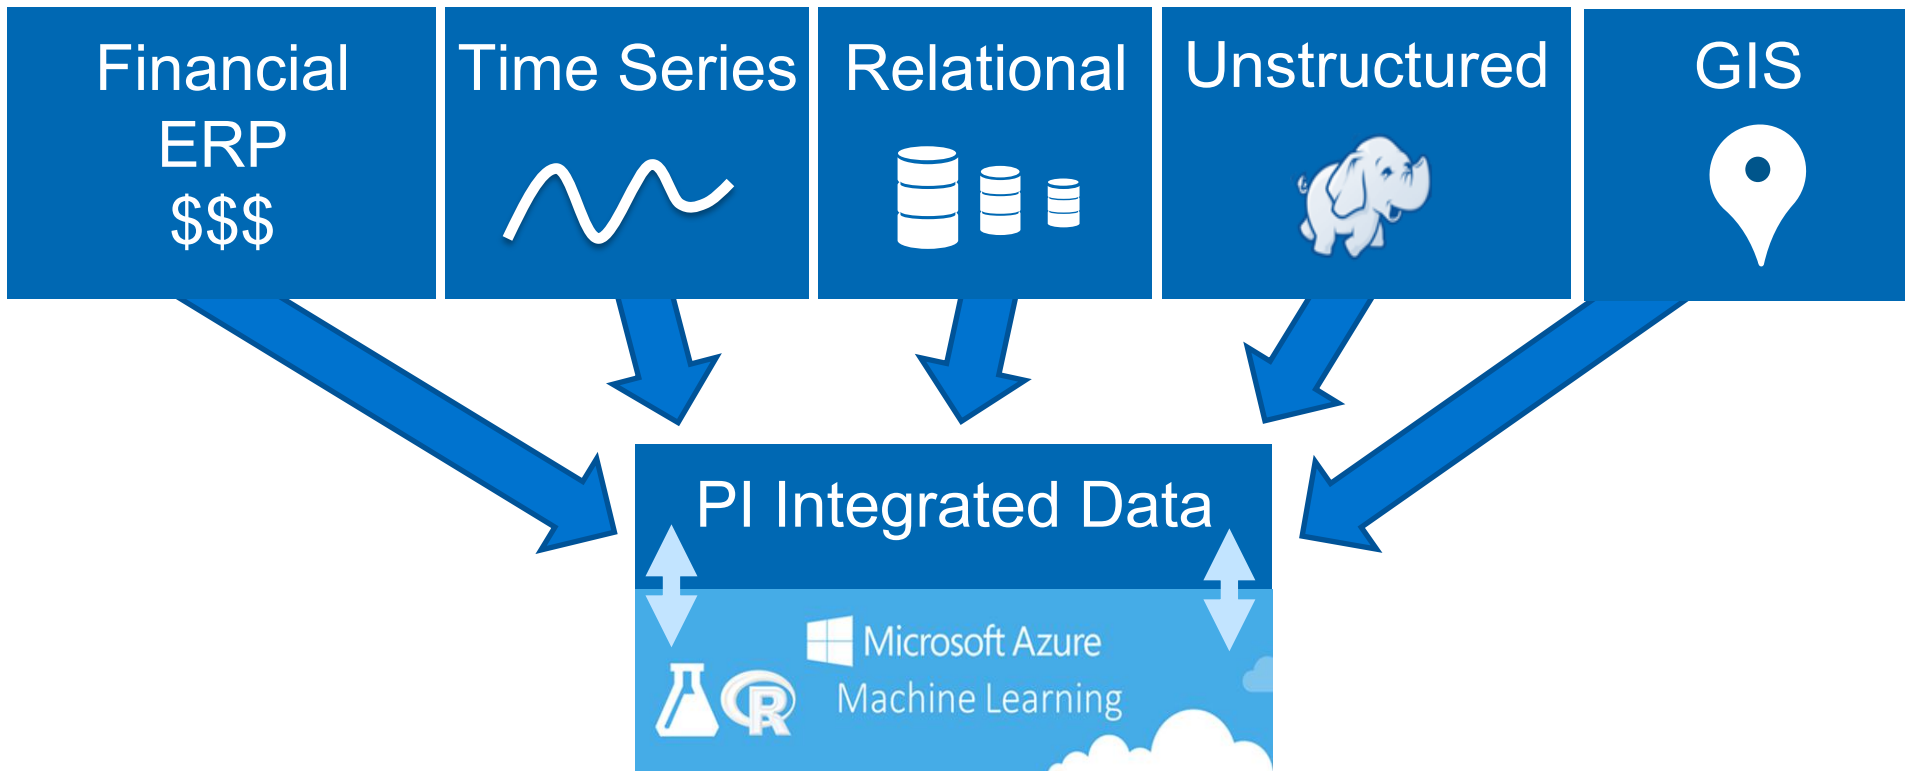 Financial
ERP
$$$
Time Series
Relational
Unstructured
GIS
PI Integrated Data
Microsoft Azure
Machine Learning
R